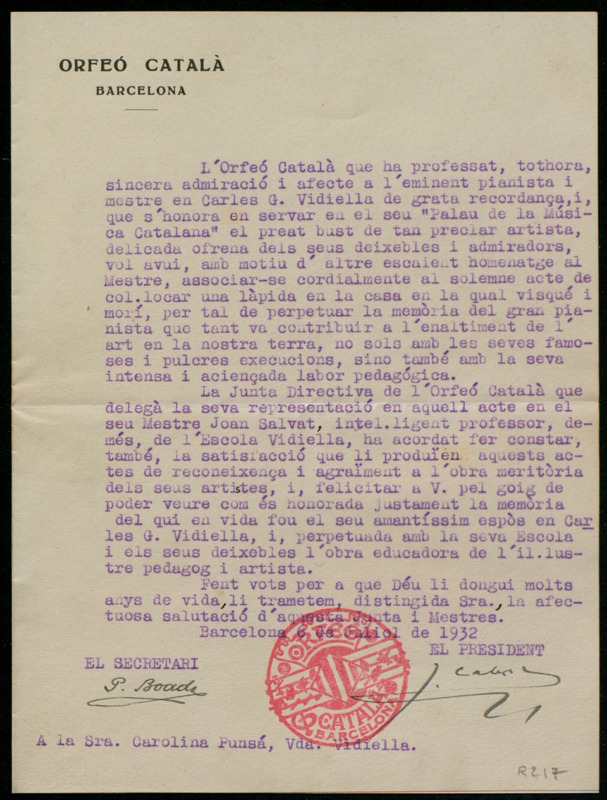 ORFEÓ CATALÀ
BARCELONA
L'Orfeó Català que ha professat, tothora,
sincera admiració i afecte a l'eminent pianista i
mestre en Carles G. Vidiella de grata recordança,i,
que s'honora en servar en el seu "Palau de la Músi-
ca Catalana" el preat bust de tan preclar artista,
delicada ofrena dels seus deixebles i admiradors,
vol avui, amb motiu d'altre escaient homenatge al
Mestre, associar-se cordialment al solemne acte de
col.locar una làpida en la casa en la qual visqué i
morí, per tal de perpetuar la memòria del gran pia-
nista que tant va contribuir a l'enaltiment de l'
art en la nostra terra, no sols amb les seves famo-
ses i pulcres execucions, sino també amb la seva
intensa i aciençada labor pedagógica.
La Junta Directiva de l'Orfeó Català que
delegà la seva representació en aquell acte en el
seu Mestre Joan Salvat, intel.ligent professor, de-
més, de l'Escola Vidiella, ha acordat fer constar,
també, la satisfacció que li produïen aquests ac-
tes de reconeixença i agraïment a l'obra meritòria
dels seus artistes, i, felicitar a V. pel goig de
poder veure com és honorada justament la memòria
del qui en vida fou el seu amantíssim espòs en Car
les G. Vidiella, i, perpetuada amb la seva Escola
i els seus deixebles l'obra educadora de l'il.lus-
tre pedagog i artista.
Fent vots per a que Déu li dongui molts
anys de vida,li trametem, distingida Sra., la afec-
tuosa salutació d'aquesta Junta i Mestres.
Barcelona 6 de Juliol de 1932
EL PRESIDENT
EL SECRETARI
P. Boada
J. Cabot
ORFEÓ
CATALÀ
BARCELONA
A la Sra. Carolina Punsá, Vda. Vidiella.
R217